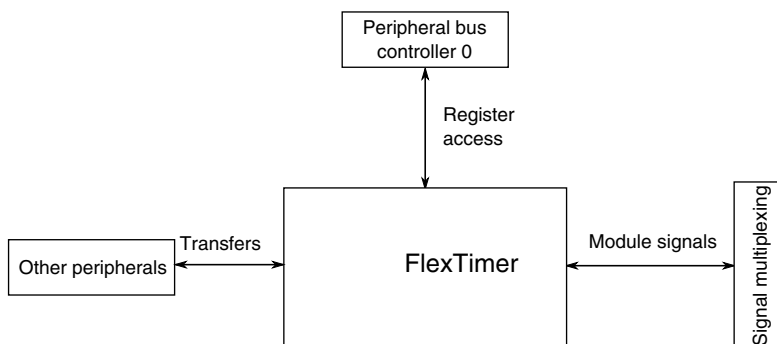 Peripheral bus
controller 0
Register
access
Transfers
Other peripherals
FlexTimer
Module signals
Signal multiplexing